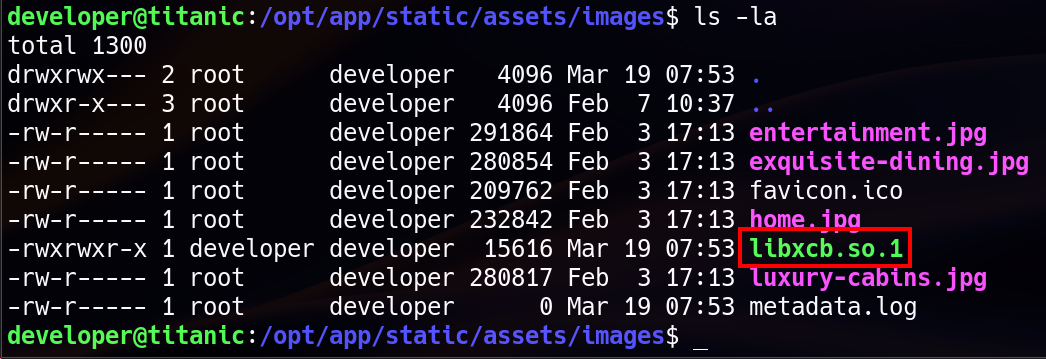 developer@titanic:/opt/app/static/assets/images$ ls -la
total 1300
drwxrwx--- 2 root      developer   4096 Mar 19 07:53 .
drwxr-x--- 3 root      developer   4096 Feb  7 10:37 ..
-rw-r----- 1 root      developer 291864 Feb  3 17:13 entertainment.jpg
-rw-r----- 1 root      developer 280854 Feb  3 17:13 exquisite-dining.jpg
-rw-r----- 1 root      developer 209762 Feb  3 17:13 favicon.ico
-rw-r----- 1 root      developer 232842 Feb  3 17:13 home.jpg
-rwxrwxr-x 1 developer developer  15616 Mar 19 07:53 libxcb.so.1
-rw-r----- 1 root      developer 280817 Feb  3 17:13 luxury-cabins.jpg
-rw-r----- 1 root      developer      0 Mar 19 07:53 metadata.log
developer@titanic:/opt/app/static/assets/images$ _